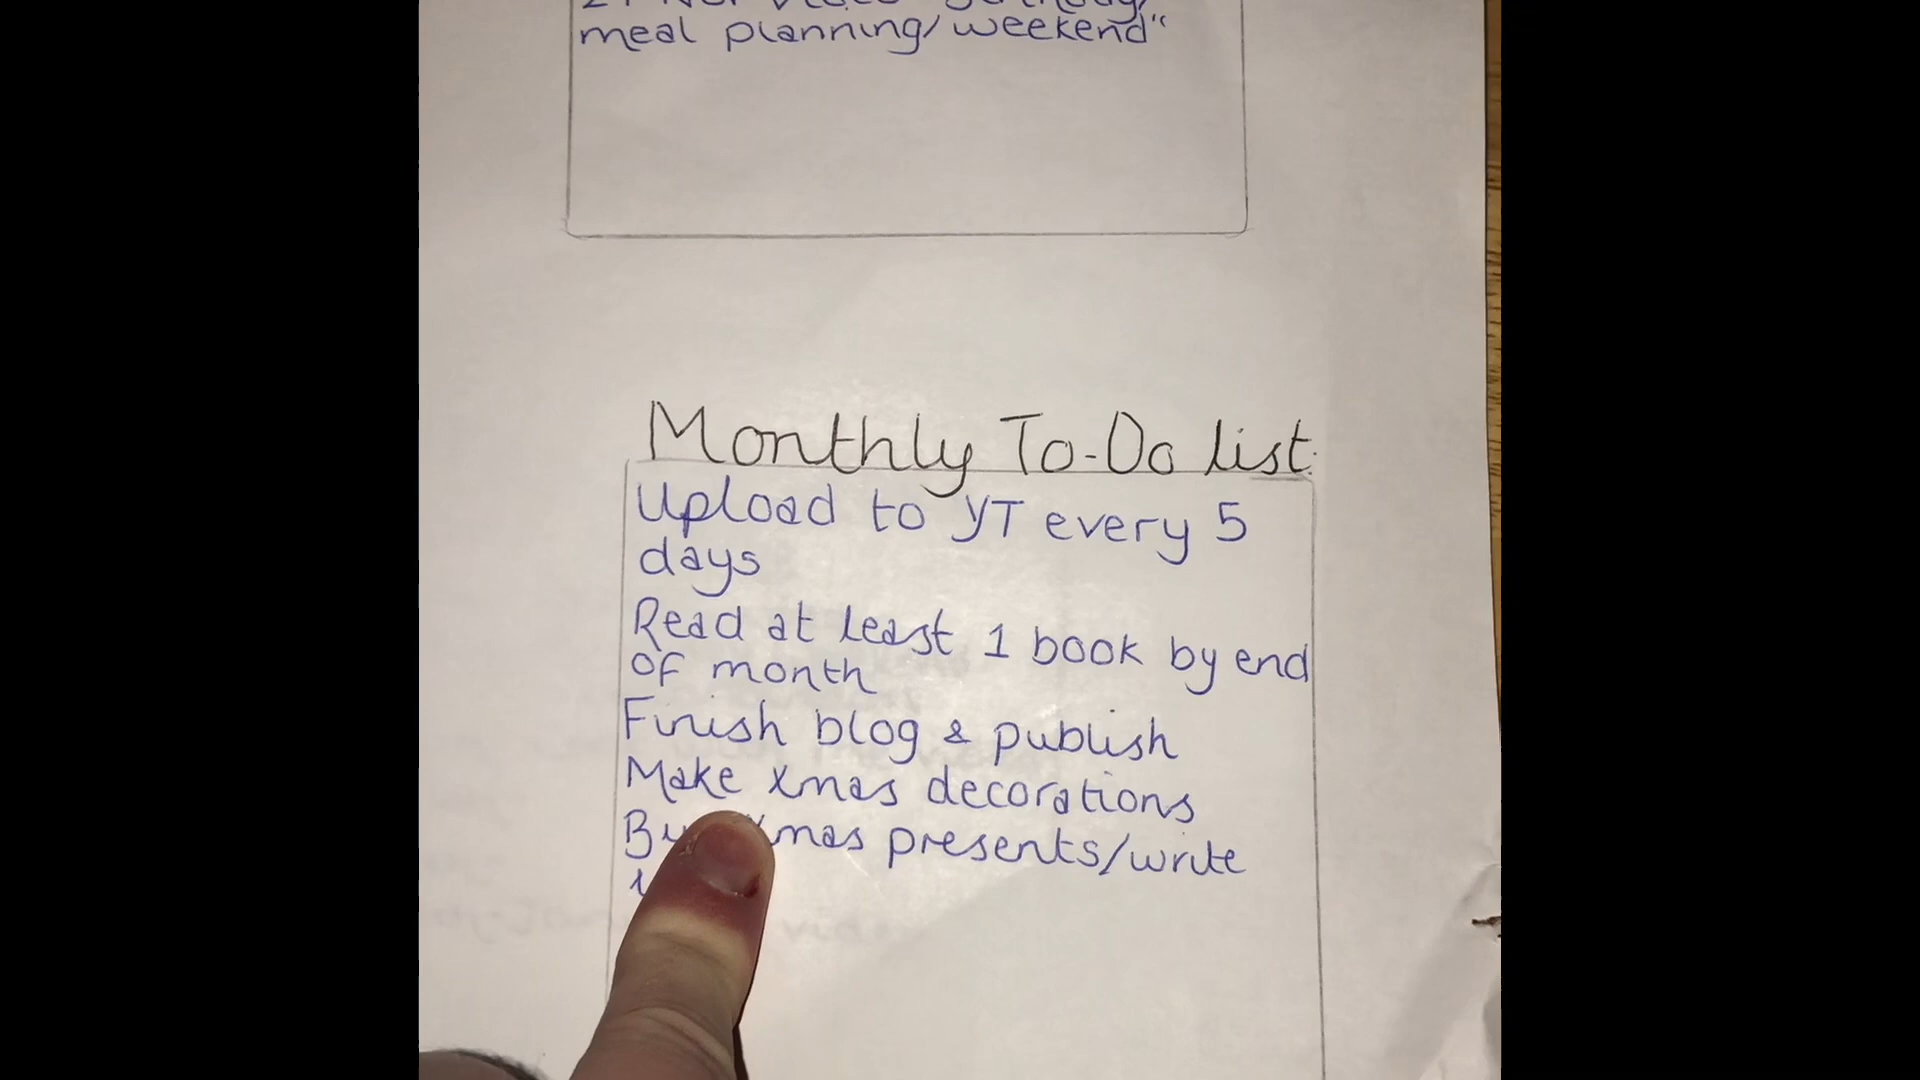 meal planning/weekend"
Monthly To-Do list
Upload to YT every 5
days
Read at least 1 book by end
of month
Finish blog & publish
Make xmas decorations
xmas presents/write